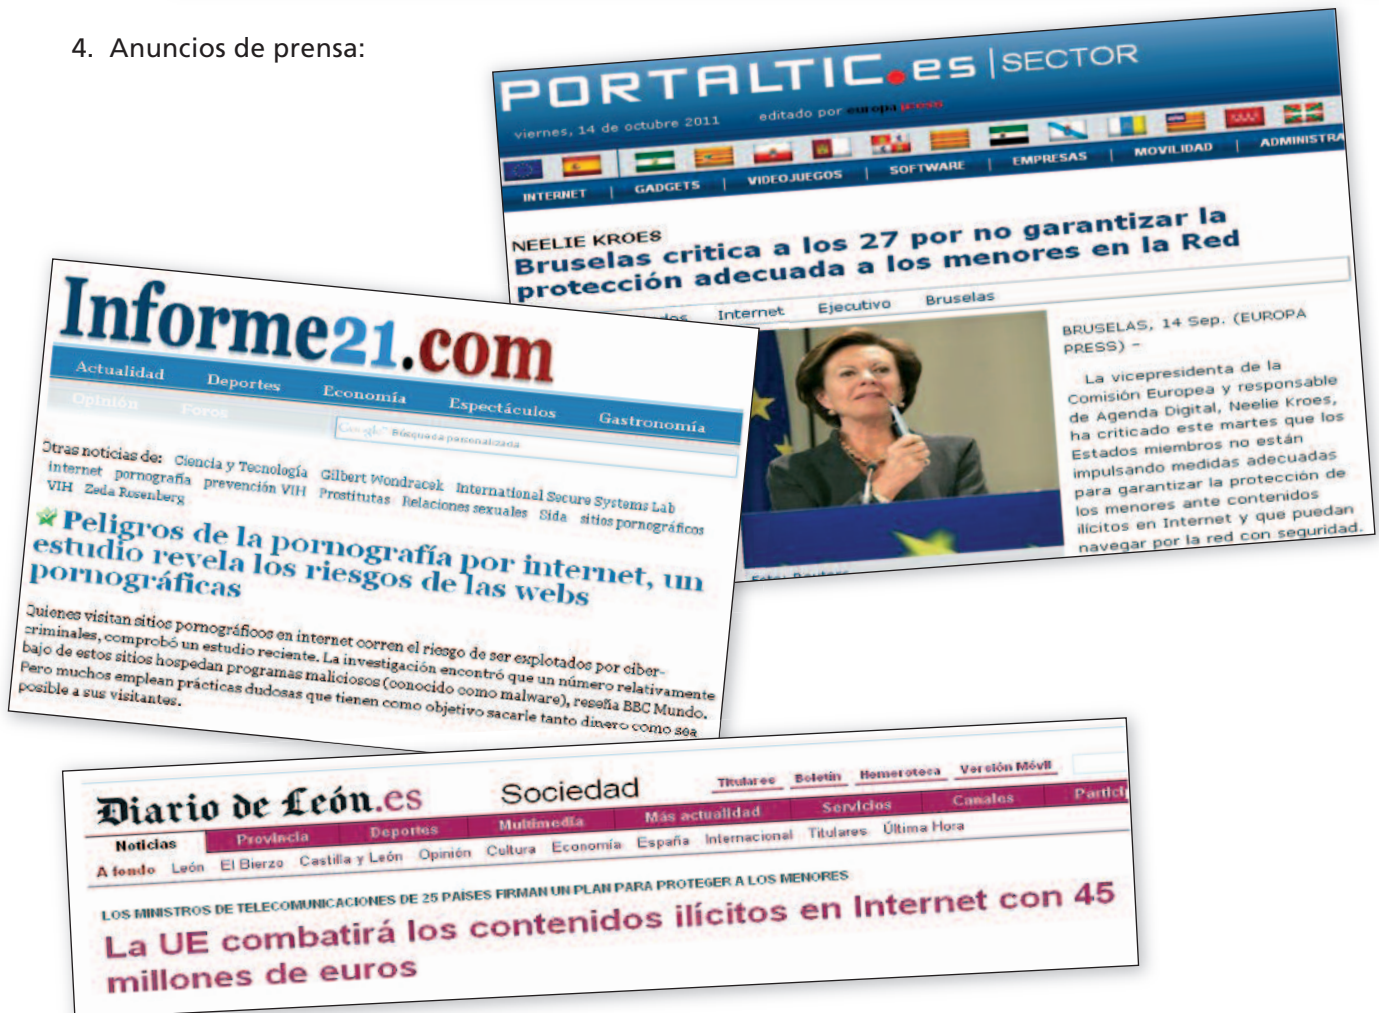 4. Anuncios de prensa:
PORTALTIC.es | SECTOR
viernes, 14 de octubre 2011
editado por europa press
INTERNET | GADGETS | VIDEOJUEGOS | SOFTWARE | EMPRESAS | MOVILIDAD | ADMINISTRA
NEELIE KROES
Bruselas critica a los 27 por no garantizar la
protección adecuada a los menores en la Red
Internet Ejecutivo Bruselas
BRUSELAS, 14 Sep. (EUROPA
PRESS) –
La vicepresidenta de la
Comisión Europea y responsable
de Agenda Digital, Neelie Kroes,
ha criticado este martes que los
Estados miembros no están
impulsando medidas adecuadas
para garantizar la protección de
los menores ante contenidos
ilícitos en Internet y que puedan
navegar por la red con seguridad.
Informe21.com
Actualidad Deportes Economía Espectáculos Gastronomía
Opinión Foros
Google Búsqueda personalizada
Otras noticias de: Ciencia y Tecnología Gilbert Wondracek International Secure Systems Lab
internet pornografía prevención VIH Prostitutas Relaciones sexuales Sida sitios pornográficos
VIH Zeda Rosenberg
Peligros de la pornografía por internet, un
estudio revela los riesgos de las webs
pornográficas
Quienes visitan sitios pornográficos en internet corren el riesgo de ser explotados por ciber-
criminales, comprobó un estudio reciente. La investigación encontró que un número relativamente
bajo de estos sitios hospedan programas maliciosos (conocido como malware), reseña BBC Mundo.
Pero muchos emplean prácticas dudosas que tienen como objetivo sacarle tanto dinero como sea
posible a sus visitantes.
Diario de León.es Sociedad
Titulares Boletín Hemeroteca Versión Móvil
Noticias Provincia Deportes Multimedia Más actualidad Servicios Canales Particip
A fondo León El Bierzo Castilla y León Opinión Cultura Economía España Internacional Titulares Última Hora
LOS MINISTROS DE TELECOMUNICACIONES DE 25 PAÍSES FIRMAN UN PLAN PARA PROTEGER A LOS MENORES
La UE combatirá los contenidos ilícitos en Internet con 45
millones de euros